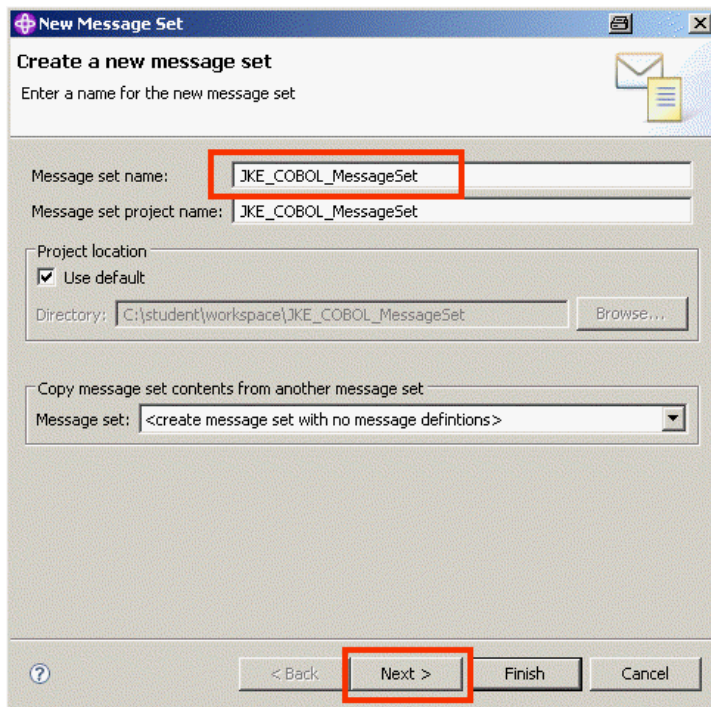 New Message Set
Create a new message set
Enter a name for the new message set
Message set name: JKE_COBOL_MessageSet
Message set project name: JKE_COBOL_MessageSet
Project location
Use default
Directory: C:\student\workspace\JKE_COBOL_MessageSet Browse...
Copy message set contents from another message set
Message set: <create message set with no message defintions>
? < Back Next > Finish Cancel